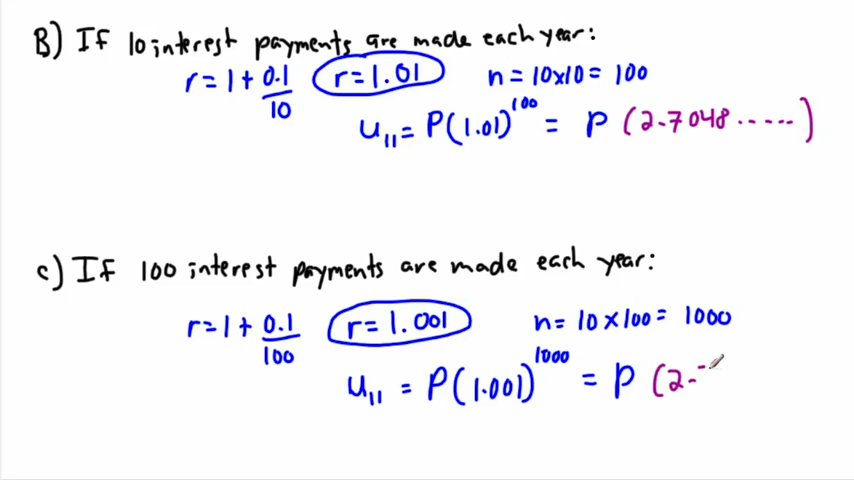 B) If 10 interest payments are made each year:
r = 1 + 0.1/10 r = 1.01 n = 10x10 = 100
u₁₁ = P(1.01)¹⁰⁰ = P (2.7048......)
c) If 100 interest payments are made each year:
r = 1 + 0.1/100 r = 1.001 n = 10 x 100 = 1000
u₁₁ = P(1.001)¹⁰⁰⁰ = P (2.